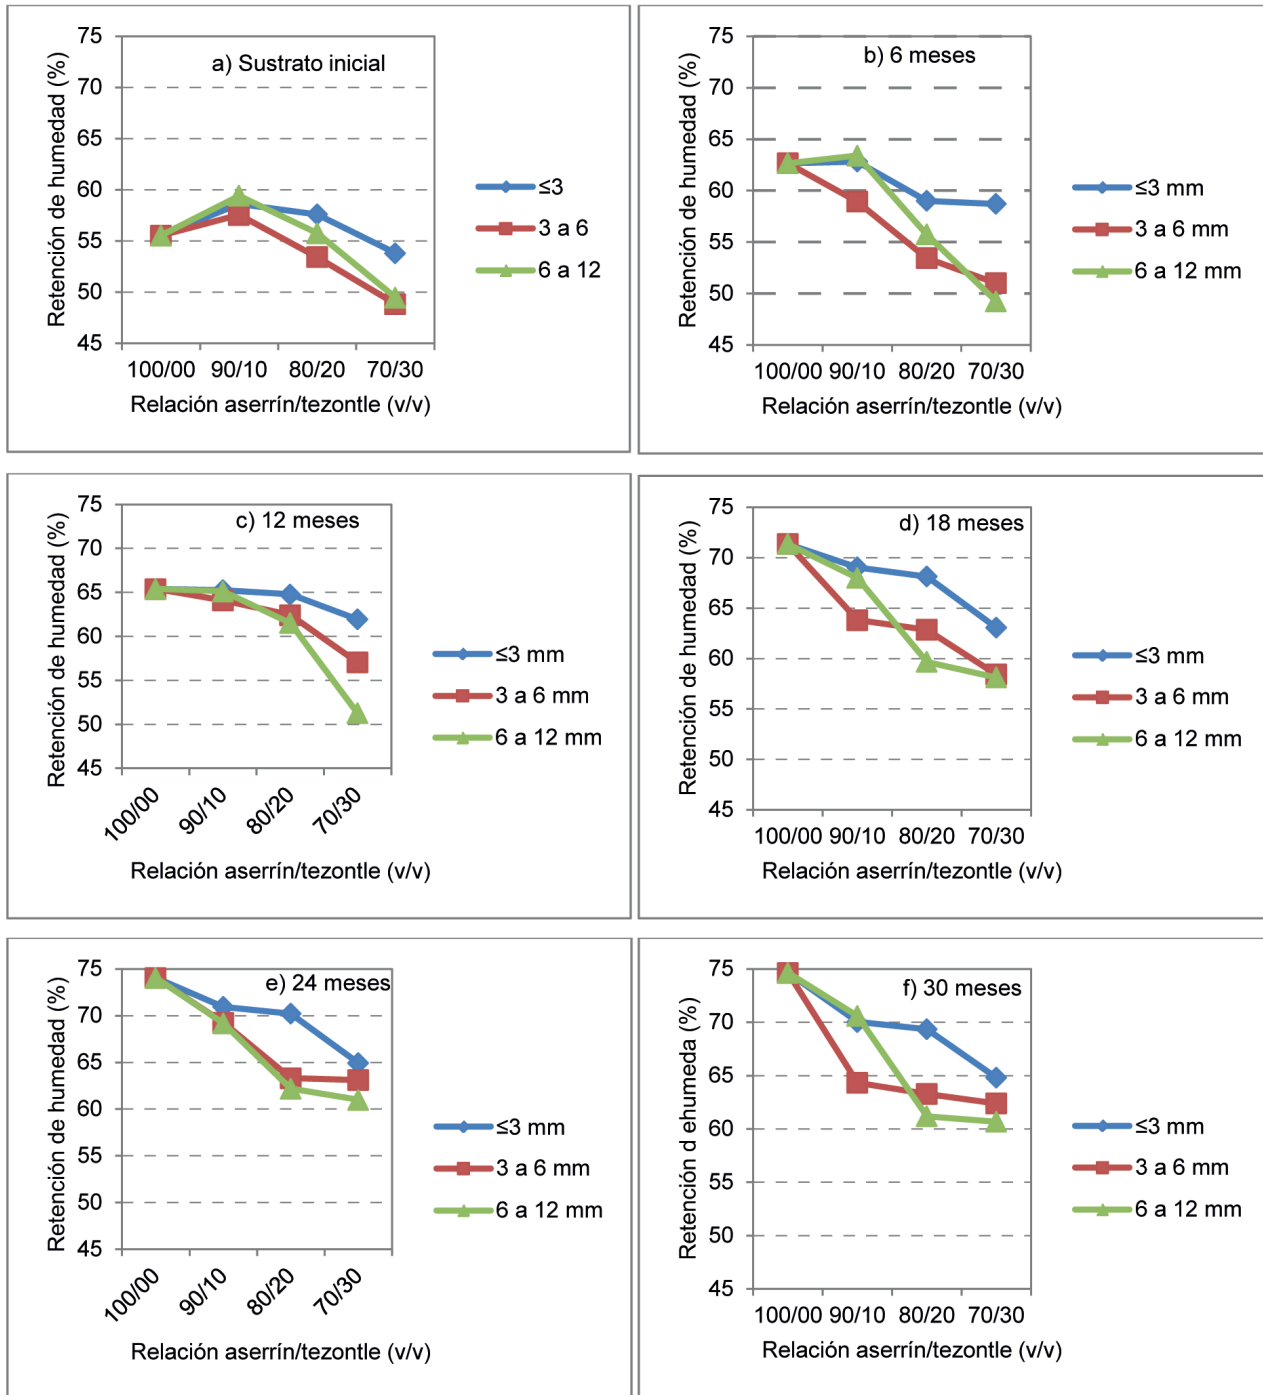 a) Sustrato inicial
Retención de humedad (%)
75
70
65
60
55
50
45
100/00 90/10 80/20 70/30
Relación aserrín/tezontle (v/v)
≤3
3 a 6
6 a 12
b) 6 meses
Retención de humedad (%)
75
70
65
60
55
50
45
100/00 90/10 80/20 70/30
Relación aserrín/tezontle (v/v)
≤3 mm
3 a 6 mm
6 a 12 mm
c) 12 meses
Retención de humedad (%)
75
70
65
60
55
50
45
100/00 90/10 80/20 70/30
Relación aserrín/tezontle (v/v)
≤3 mm
3 a 6 mm
6 a 12 mm
d) 18 meses
Retención de humedad (%)
75
70
65
60
55
50
45
100/00 90/10 80/20 70/30
Relación aserrín/tezontle (v/v)
≤3 mm
3 a 6 mm
6 a 12 mm
e) 24 meses
Retención de humedad (%)
75
70
65
60
55
50
45
100/00 90/10 80/20 70/30
Relación aserrín/tezontle (v/v)
≤3 mm
3 a 6 mm
6 a 12 mm
f) 30 meses
Retención d ehumeda (%)
75
70
65
60
55
50
45
100/00 90/10 80/20 70/30
Relación aserrín/tezontle (v/v)
≤3 mm
3 a 6 mm
6 a 12 mm